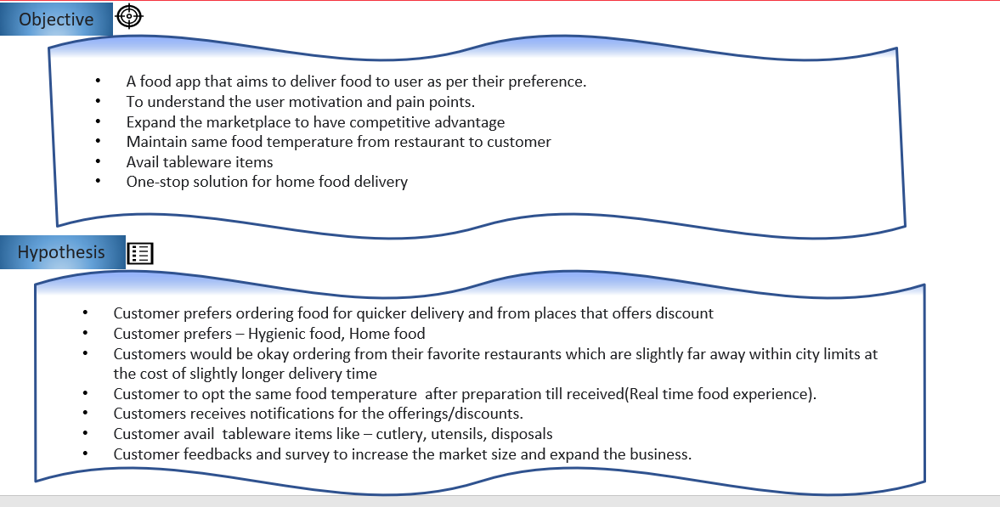 Objective
• A food app that aims to deliver food to user as per their preference.
• To understand the user motivation and pain points.
• Expand the marketplace to have competitive advantage
• Maintain same food temperature from restaurant to customer
• Avail tableware items
• One-stop solution for home food delivery
Hypothesis
• Customer prefers ordering food for quicker delivery and from places that offers discount
• Customer prefers – Hygienic food, Home food
• Customers would be okay ordering from their favorite restaurants which are slightly far away within city limits at
the cost of slightly longer delivery time
• Customer to opt the same food temperature  after preparation till received(Real time food experience).
• Customers receives notifications for the offerings/discounts.
• Customer avail  tableware items like – cutlery, utensils, disposals
• Customer feedbacks and survey to increase the market size and expand the business.